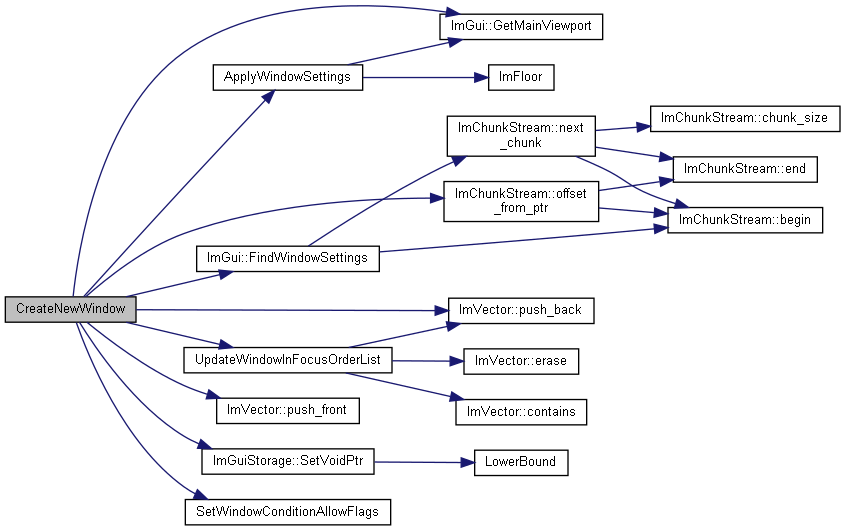 ImGui::GetMainViewport
ApplyWindowSettings
ImFloor
ImChunkStream::chunk_size
ImChunkStream::next
_chunk
ImChunkStream::end
ImChunkStream::offset
_from_ptr
ImChunkStream::begin
ImGui::FindWindowSettings
CreateNewWindow
ImVector::push_back
UpdateWindowInFocusOrderList
ImVector::erase
ImVector::push_front
ImVector::contains
ImGuiStorage::SetVoidPtr
LowerBound
SetWindowConditionAllowFlags